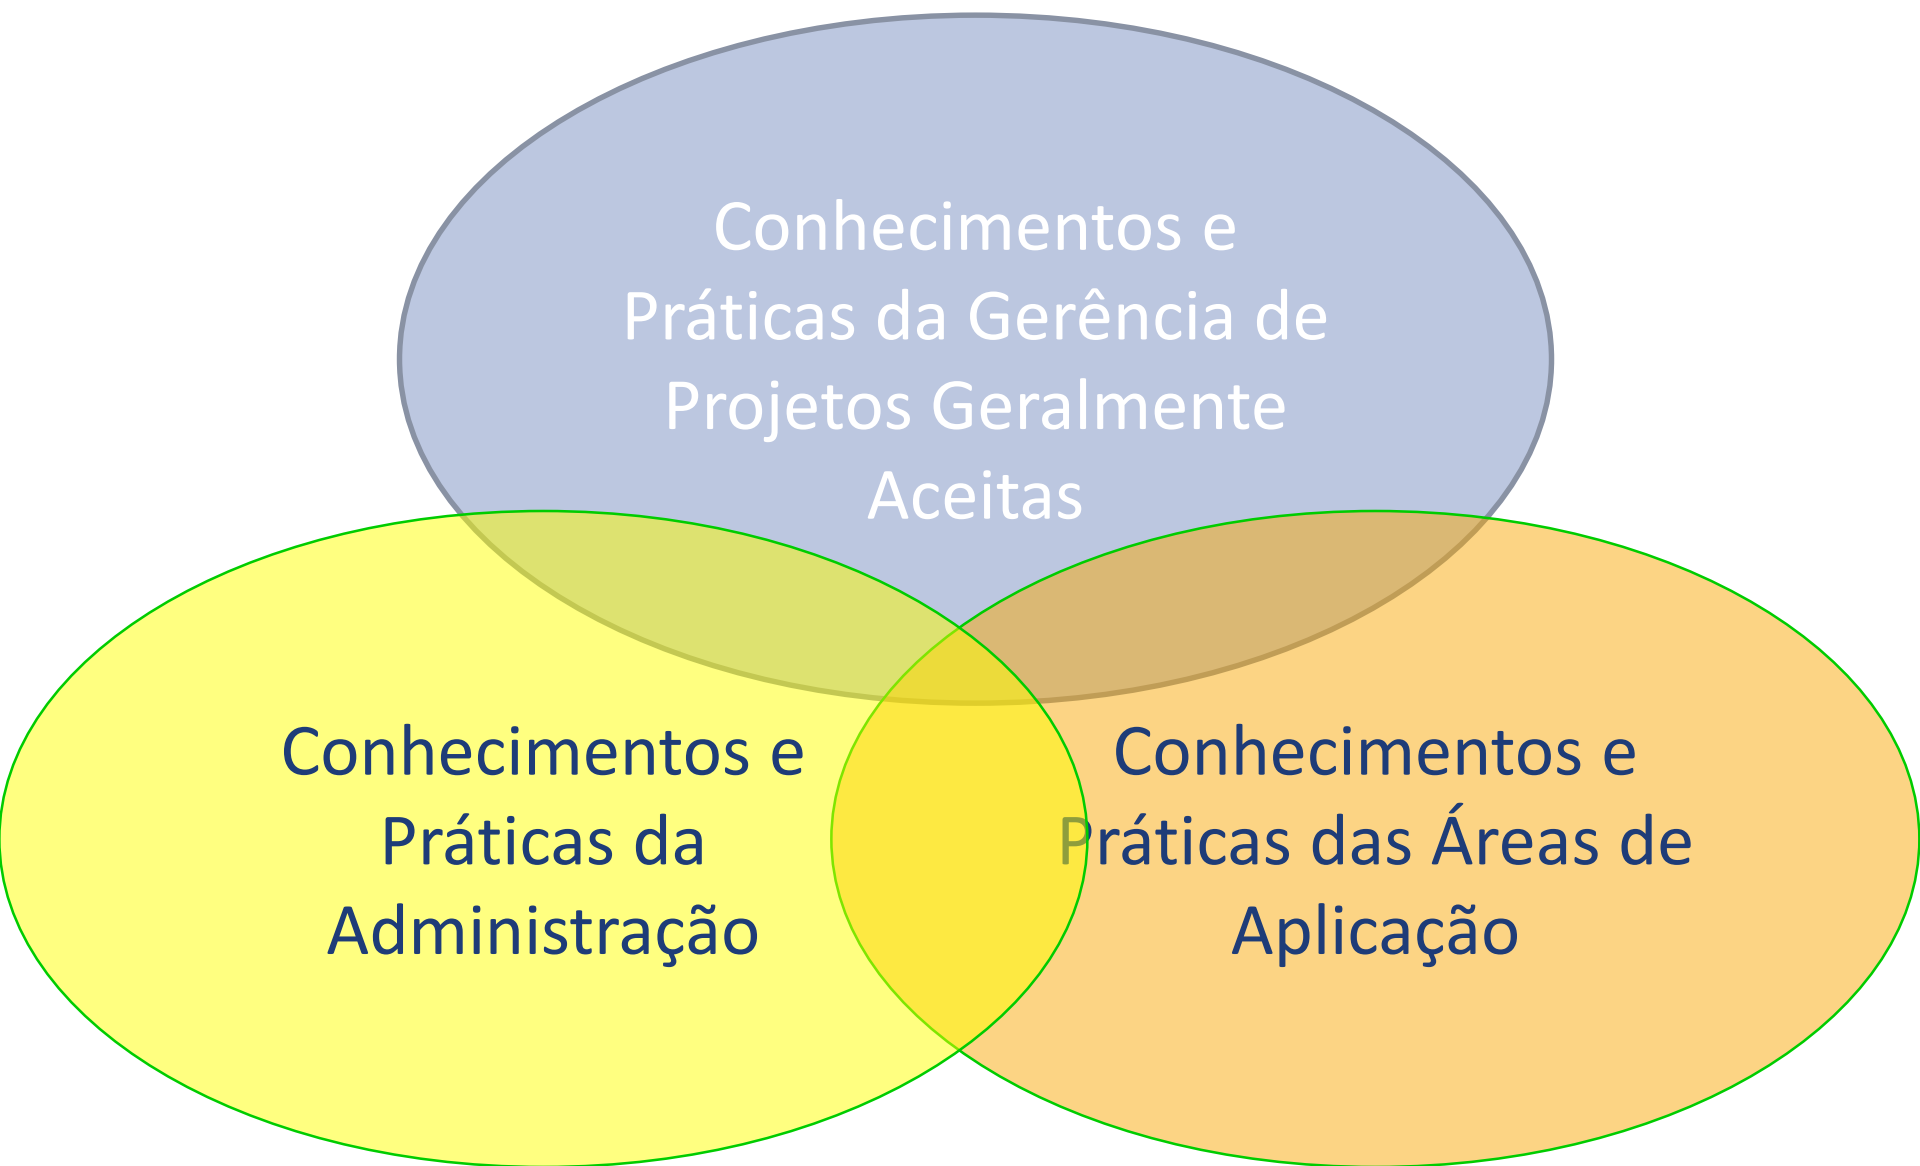 Conhecimentos e
Práticas da Gerência de
Projetos Geralmente
Aceitas
Conhecimentos e
Práticas da
Administração
Conhecimentos e
Práticas das Áreas de
Aplicação